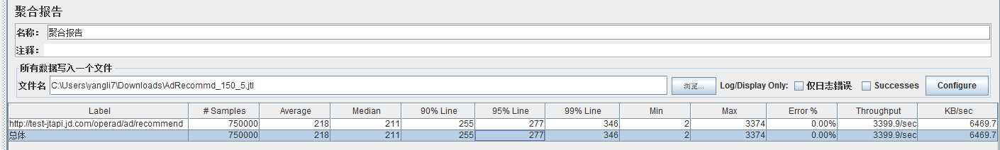 聚合报告
名称： 聚合报告
注释：
所有数据写入一个文件
文件名 C:\Users\yangli7\Downloads\AdRecommd_150_5.jtl 浏览... Log/Display Only: 仅日志错误 Successes Configure
Label # Samples Average Median 90% Line 95% Line 99% Line Min Max Error % Throughput KB/sec
http://test-jtapi.jd.com/operad/ad/recommend 750000 218 211 255 277 346 2 3374 0.00% 3399.9/sec 6469.7
总体 750000 218 211 255 277 346 2 3374 0.00% 3399.9/sec 6469.7